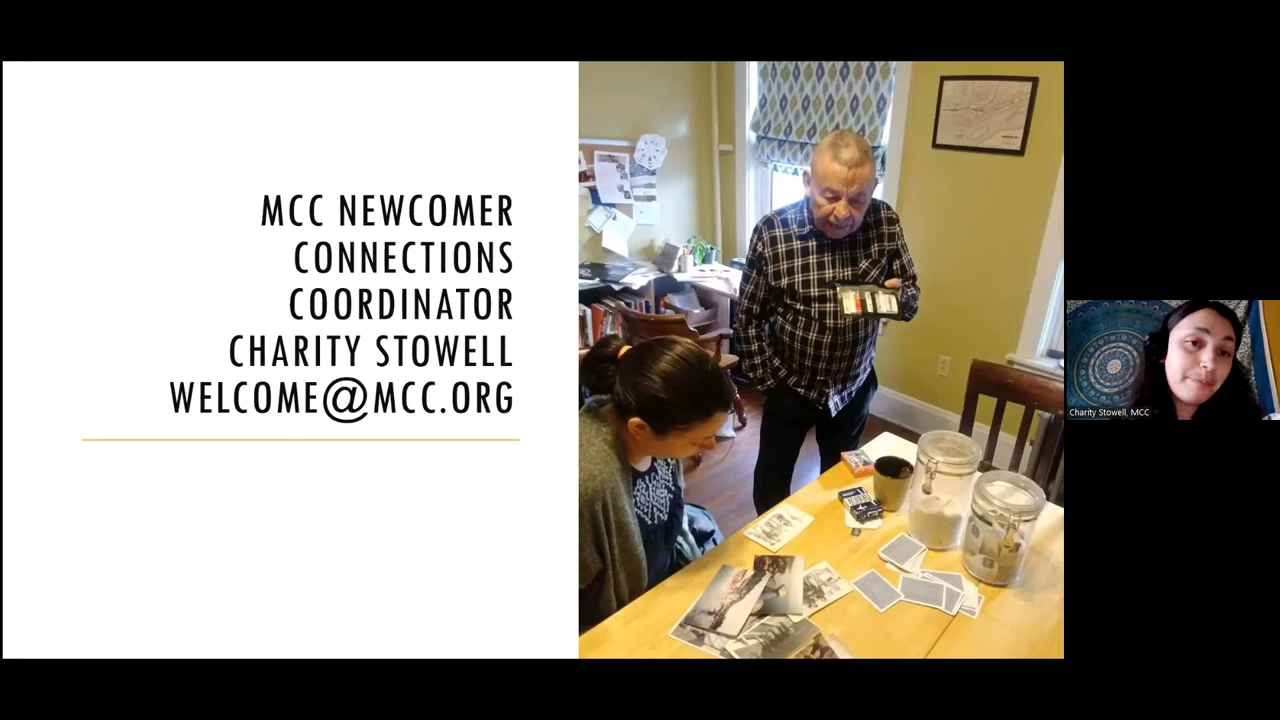 MCC NEWCOMER
CONNECTIONS
COORDINATOR
CHARITY STOWELL
WELCOME@MCC.ORG
Charity Stowell, MCC